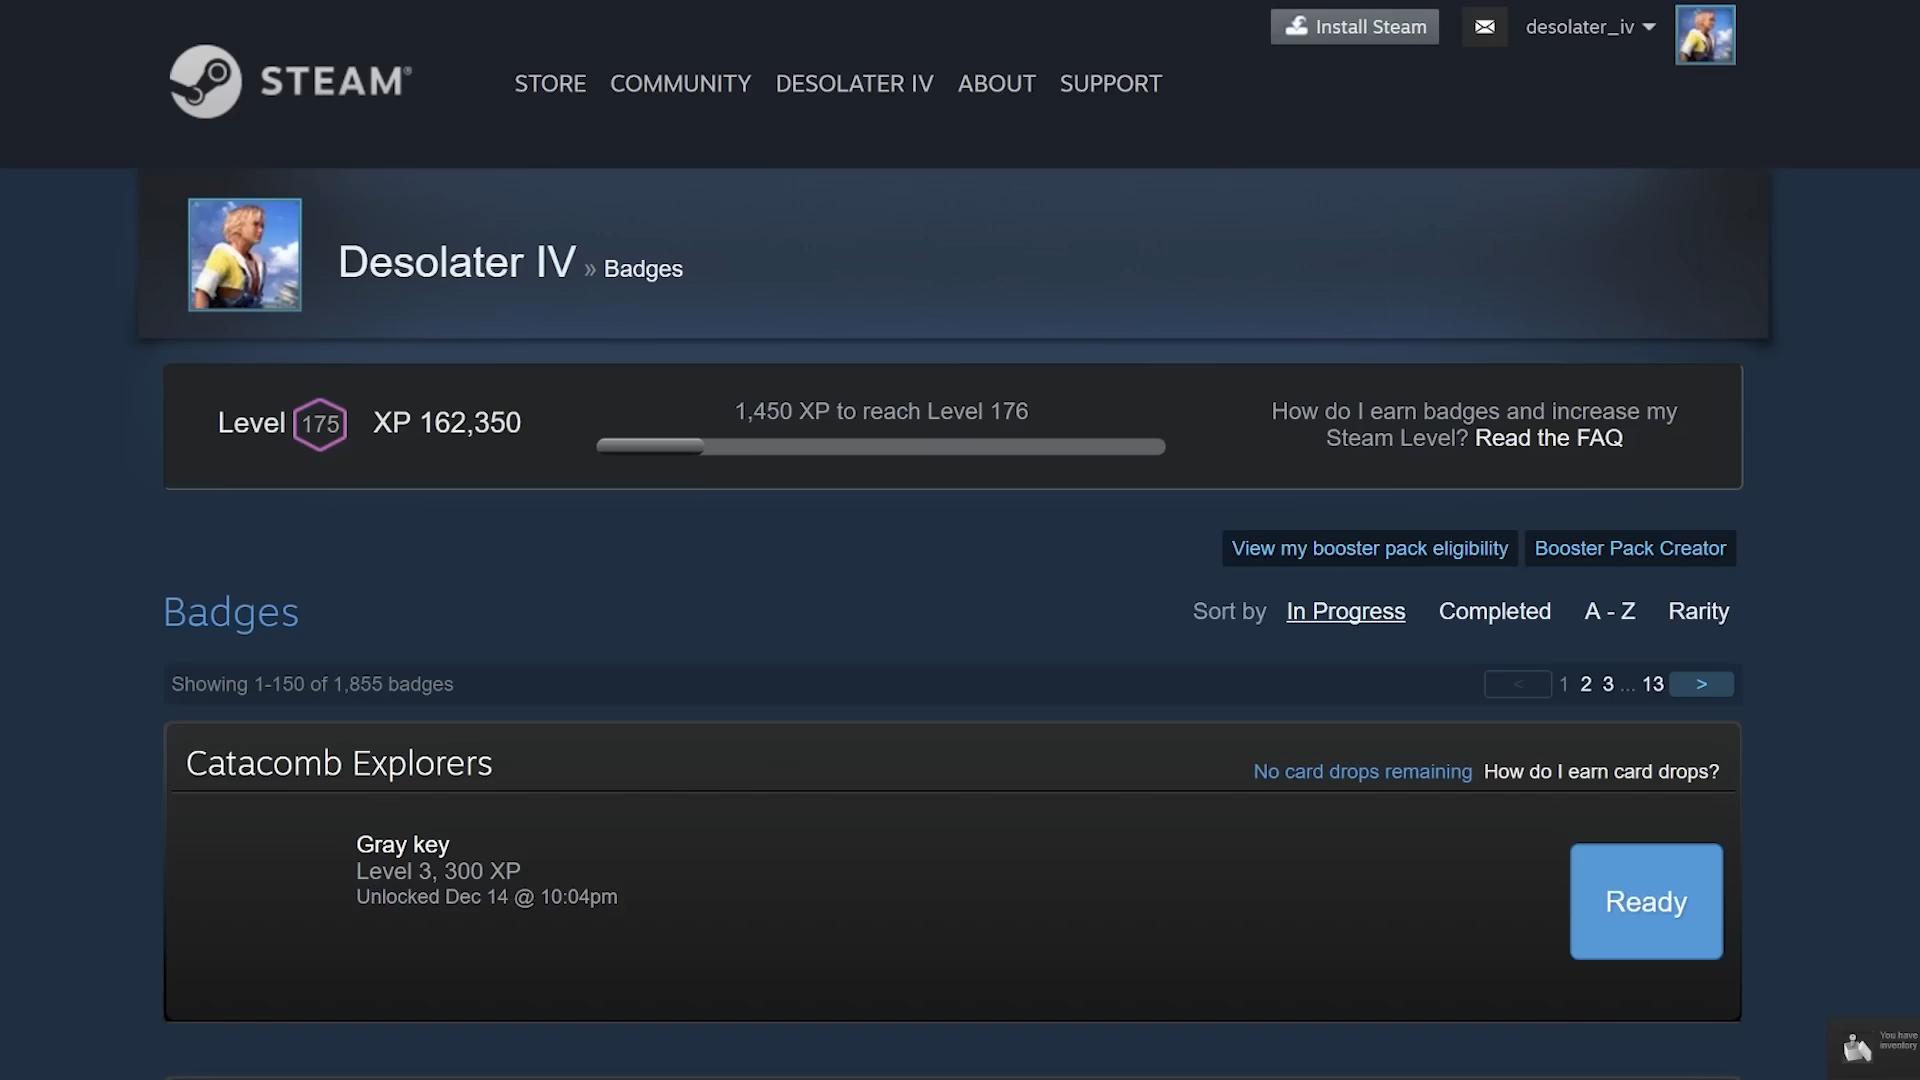 Install Steam
desolater_iv
STEAM®
STORE COMMUNITY DESOLATER IV ABOUT SUPPORT
Desolater IV » Badges
Level 175 XP 162,350
1,450 XP to reach Level 176
How do I earn badges and increase my
Steam Level? Read the FAQ
View my booster pack eligibility Booster Pack Creator
Badges
Sort by In Progress Completed A - Z Rarity
Showing 1-150 of 1,855 badges
< 1 2 3 ... 13 >
Catacomb Explorers
No card drops remaining How do I earn card drops?
Gray key
Level 3, 300 XP
Unlocked Dec 14 @ 10:04pm
Ready
You have
inventory